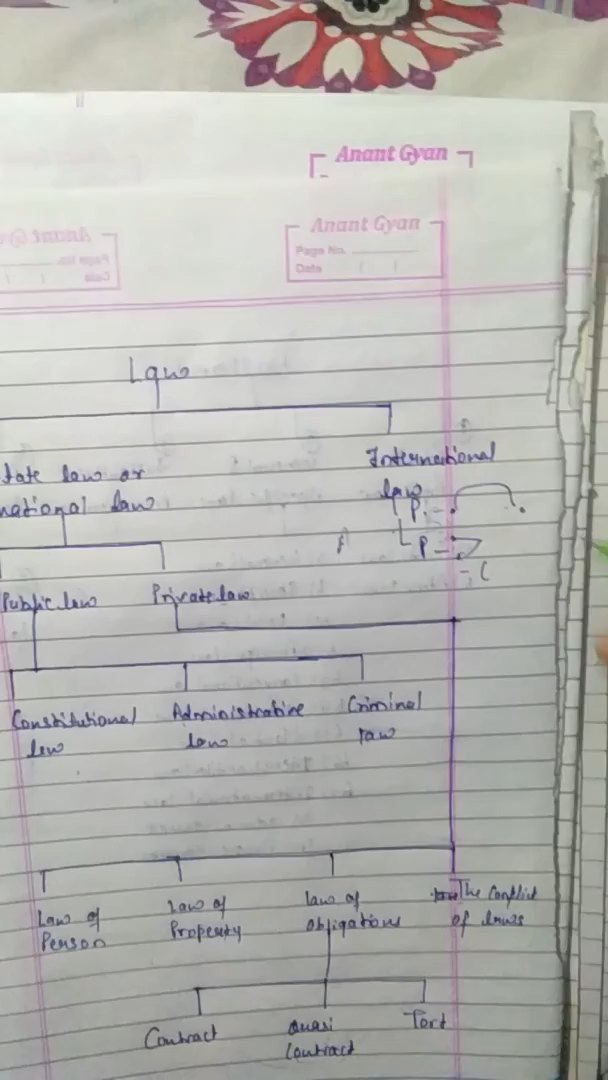 Anant Gyan
Anant Gyan
Page No.
Date
Law
tate law or
national law
International
law
P.
P
Public law
Private law
Constitutional
law
Administrative
law
Criminal
law
Law of
Person
Law of
Property
law of
obligations
The Conflict
of laws
Contract
quasi
contract
Tort